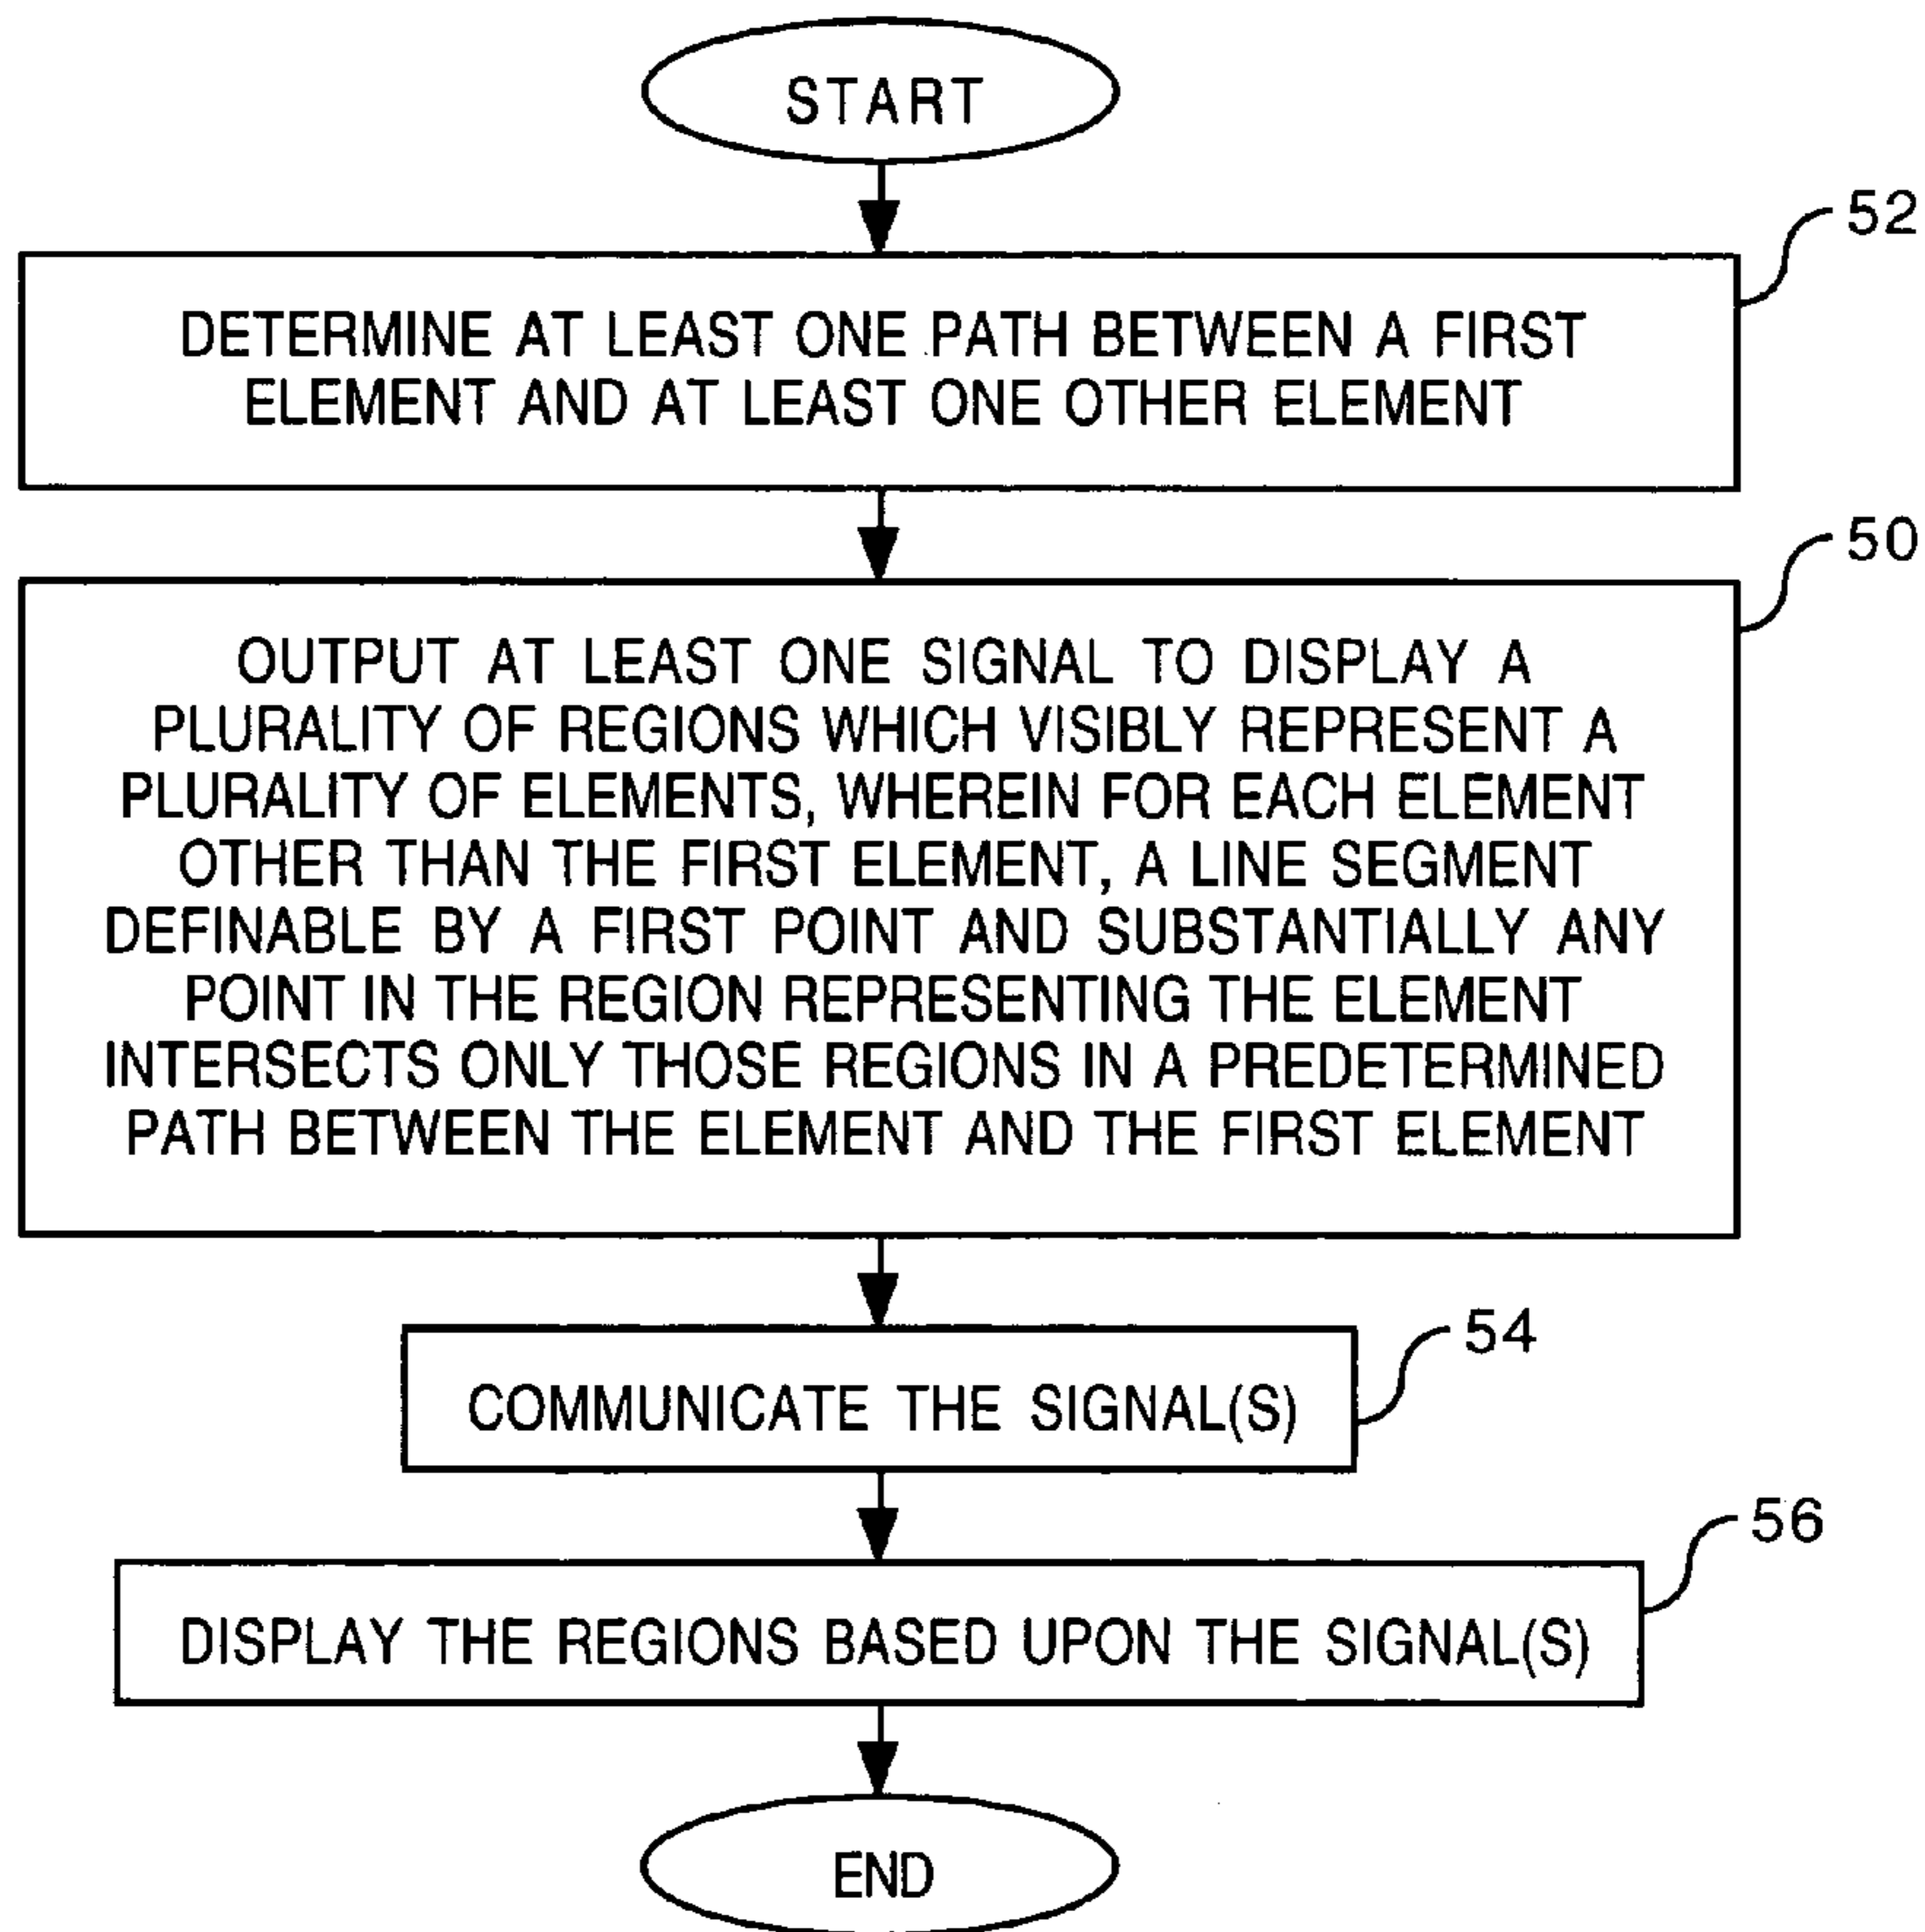 START
52
DETERMINE AT LEAST ONE PATH BETWEEN A FIRST
ELEMENT AND AT LEAST ONE OTHER ELEMENT
50
OUTPUT AT LEAST ONE SIGNAL TO DISPLAY A
PLURALITY OF REGIONS WHICH VISIBLY REPRESENT A
PLURALITY OF ELEMENTS, WHEREIN FOR EACH ELEMENT
OTHER THAN THE FIRST ELEMENT, A LINE SEGMENT
DEFINABLE BY A FIRST POINT AND SUBSTANTIALLY ANY
POINT IN THE REGION REPRESENTING THE ELEMENT
INTERSECTS ONLY THOSE REGIONS IN A PREDETERMINED
PATH BETWEEN THE ELEMENT AND THE FIRST ELEMENT
54
COMMUNICATE THE SIGNAL(S)
56
DISPLAY THE REGIONS BASED UPON THE SIGNAL(S)
END